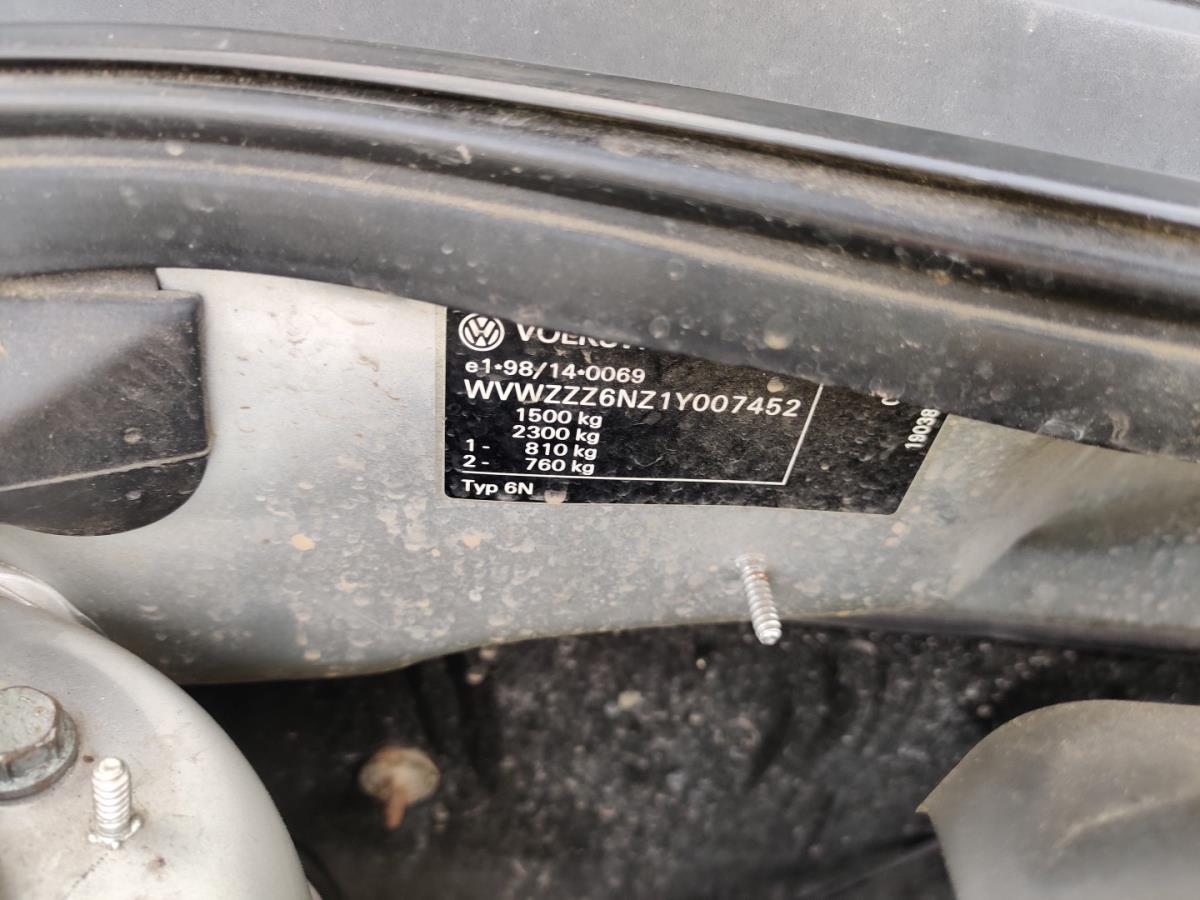 e1*98/14*0069
WVWZZZ6NZ1Y007452
1500 kg
2300 kg
1- 810 kg
2- 760 kg
Typ 6N
19038